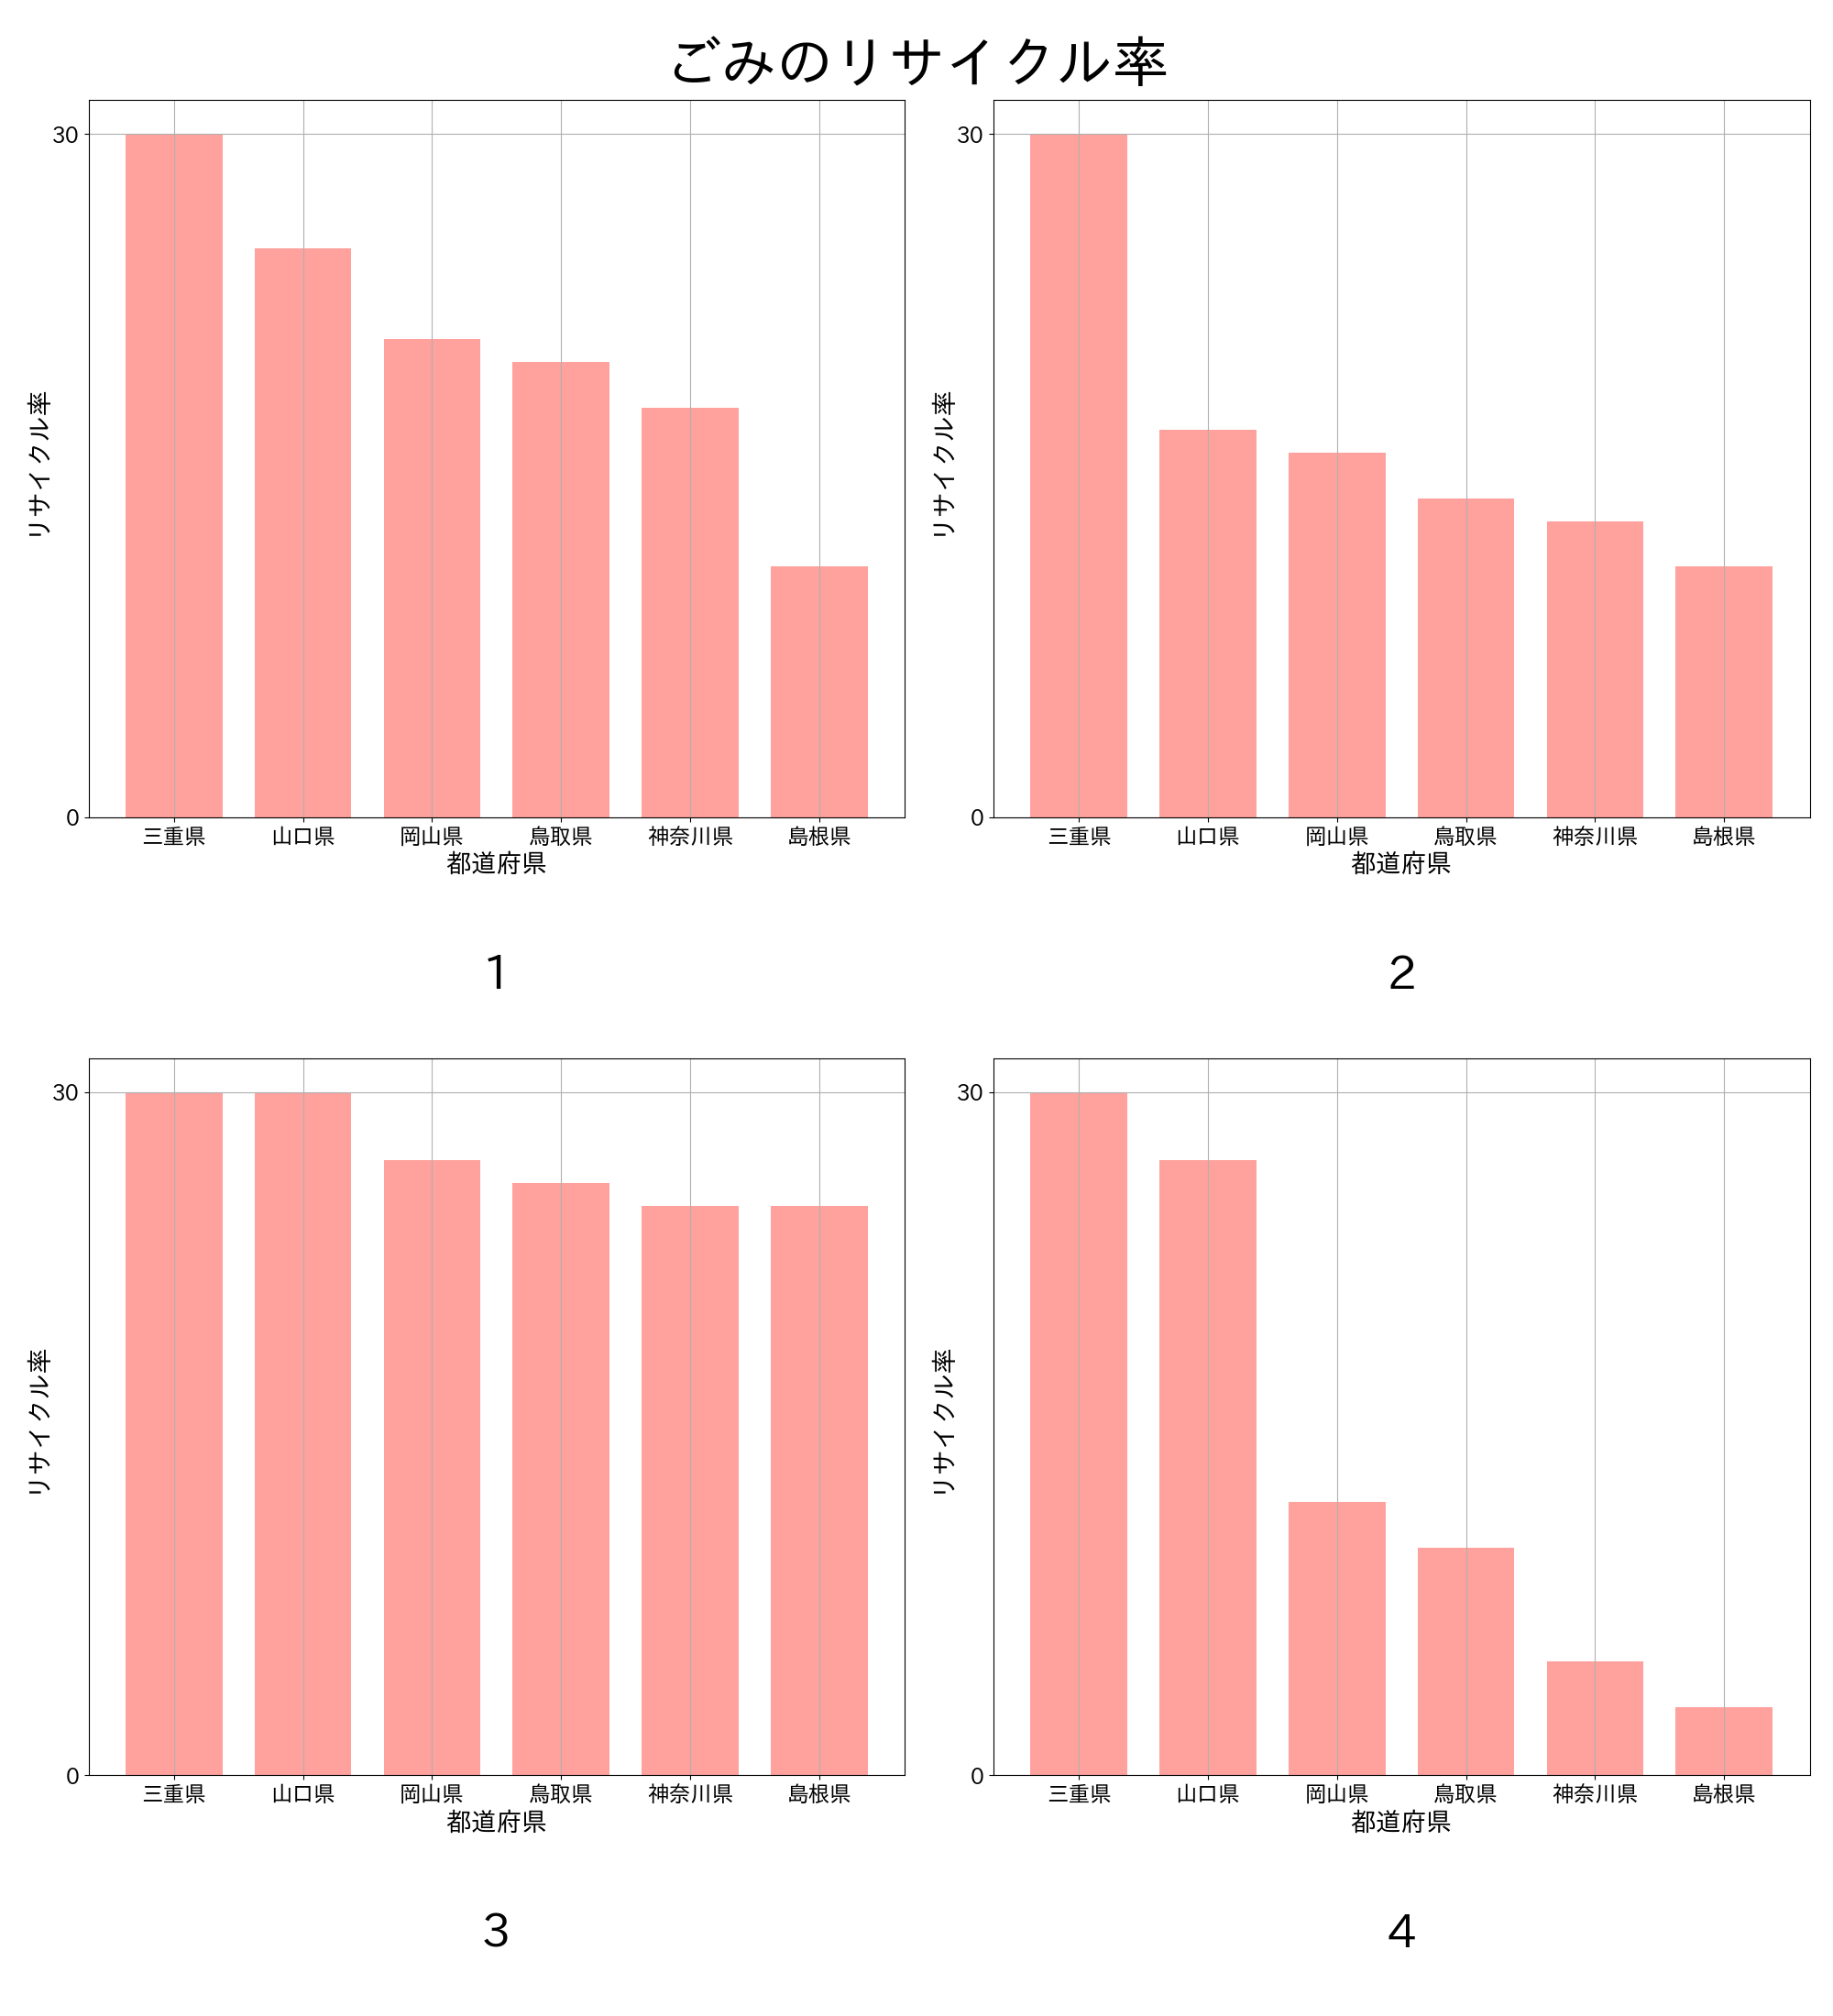 ごみのリサイクル率
30
0
リサイクル率
三重県 山口県 岡山県 鳥取県 神奈川県 島根県
都道府県
1
30
0
リサイクル率
三重県 山口県 岡山県 鳥取県 神奈川県 島根県
都道府県
2
30
0
リサイクル率
三重県 山口県 岡山県 鳥取県 神奈川県 島根県
都道府県
3
30
0
リサイクル率
三重県 山口県 岡山県 鳥取県 神奈川県 島根県
都道府県
4